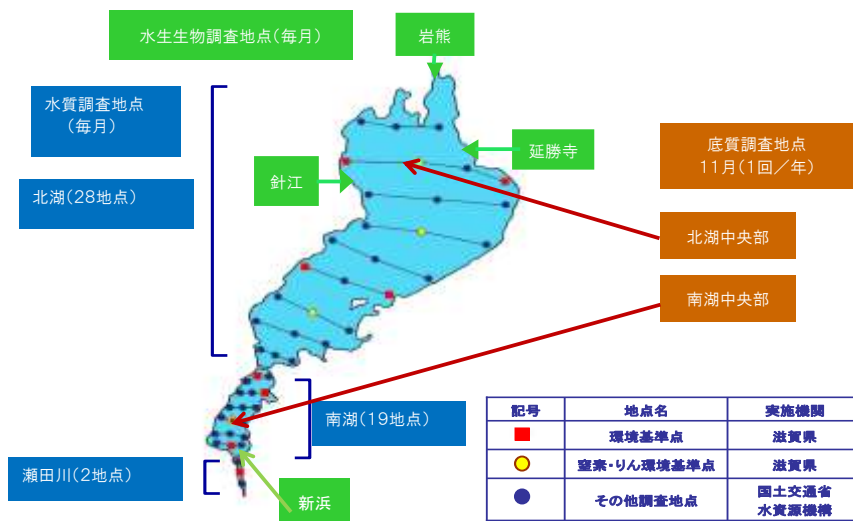 水生生物調査地点(毎月)
岩熊
水質調査地点
(毎月)
延勝寺
底質調査地点
11月(1回／年)
針江
北湖(28地点)
北湖中央部
南湖中央部
南湖(19地点)
瀬田川(2地点)
新浜
記号 地点名 実施機関
環境基準点 滋賀県
窒素・りん環境基準点 滋賀県
その他調査地点 国土交通省
水資源機構